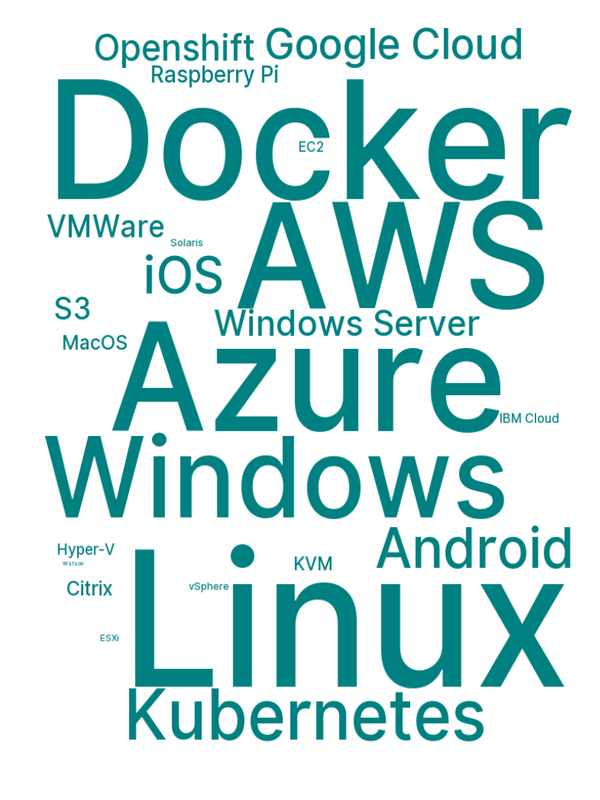 Openshift Google Cloud
Raspberry Pi
Docker
EC2
VMWare
AWS
Solaris
iOS
S3
Windows Server
MacOS
Azure
IBM Cloud
Windows
Android
Hyper-V
Watson
KVM
Citrix
vSphere
Linux
ESXi
Kubernetes